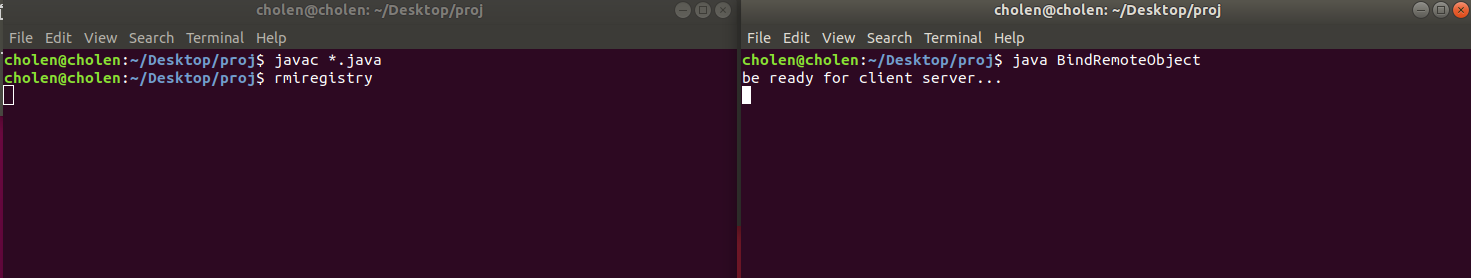 cholen@cholen: ~/Desktop/proj
File Edit View Search Terminal Help
cholen@cholen:~/Desktop/proj$ javac *.java
cholen@cholen:~/Desktop/proj$ rmiregistry
cholen@cholen: ~/Desktop/proj
File Edit View Search Terminal Help
cholen@cholen:~/Desktop/proj$ java BindRemoteObject
be ready for client server...